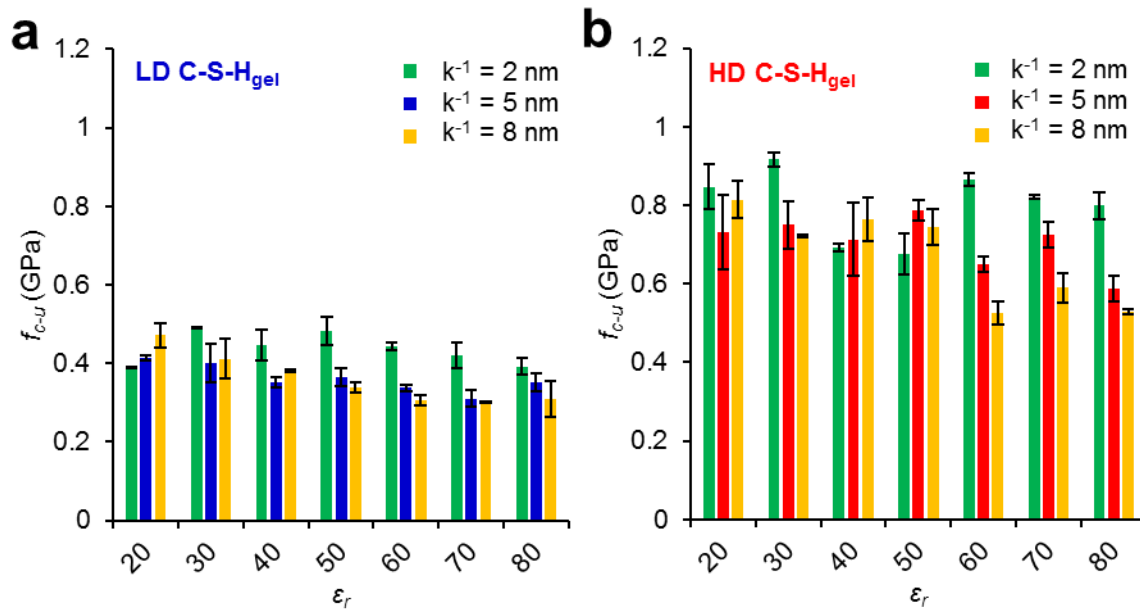 a
LD C-S-Hgel
k⁻¹ = 2 nm
k⁻¹ = 5 nm
k⁻¹ = 8 nm
1.2
1
0.8
0.6
0.4
0.2
0
fc-u (GPa)
20 30 40 50 60 70 80
εr
b
HD C-S-Hgel
k⁻¹ = 2 nm
k⁻¹ = 5 nm
k⁻¹ = 8 nm
1.2
1
0.8
0.6
0.4
0.2
0
fc-u (GPa)
20 30 40 50 60 70 80
εr